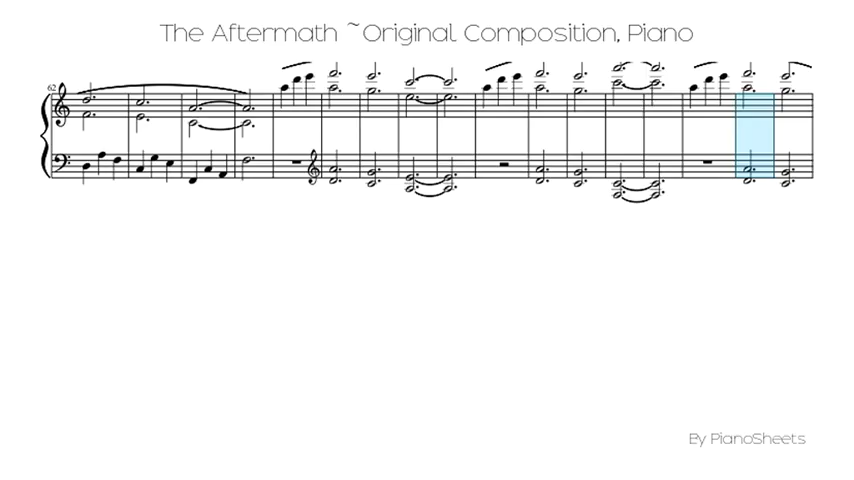 The Aftermath ~Original Composition, Piano
62
By PianoSheets